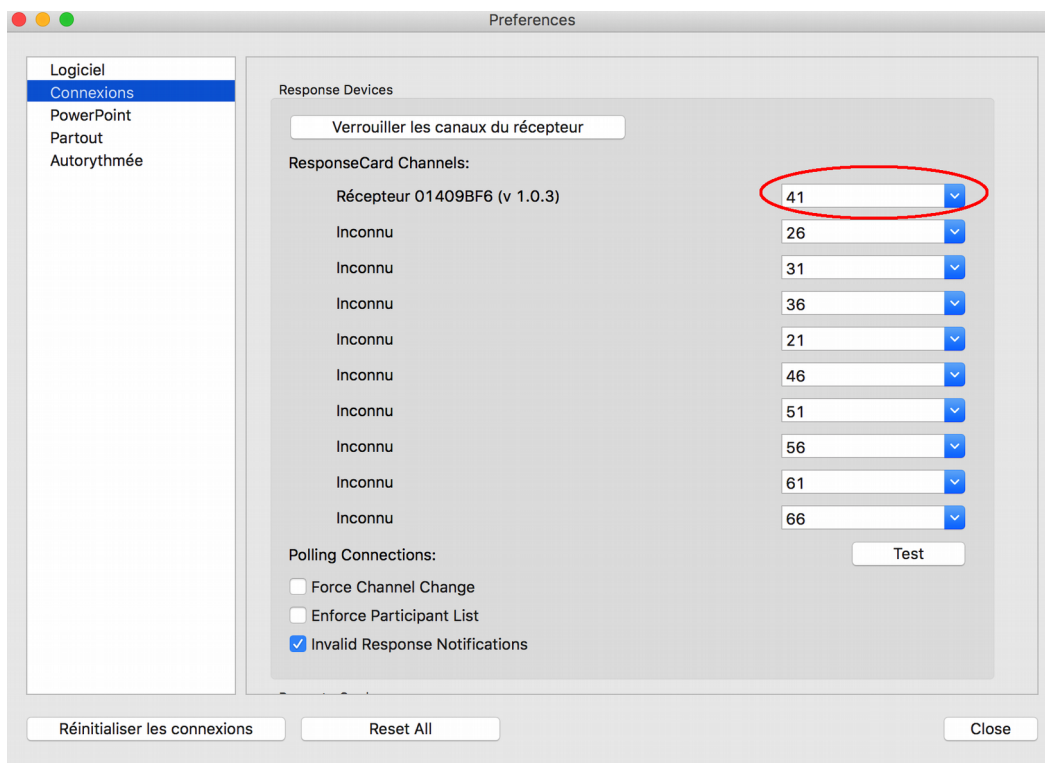 Preferences
Logiciel
Connexions
PowerPoint
Partout
Autorythmée
Response Devices
Verrouiller les canaux du récepteur
ResponseCard Channels:
Récepteur 01409BF6 (v 1.0.3) 41
Inconnu 26
Inconnu 31
Inconnu 36
Inconnu 21
Inconnu 46
Inconnu 51
Inconnu 56
Inconnu 61
Inconnu 66
Polling Connections: Test
Force Channel Change
Enforce Participant List
Invalid Response Notifications
Réinitialiser les connexions Reset All Close